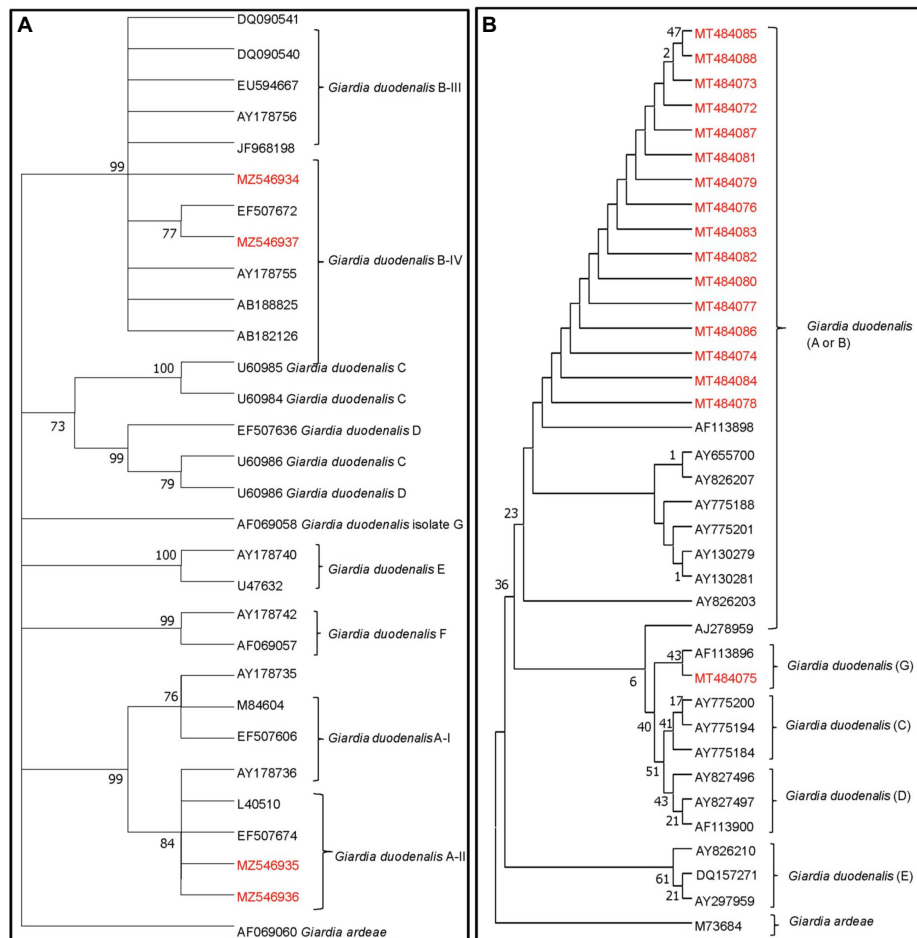 A
DQ090541
DQ090540
EU594667
Giardia duodenalis B-III
AY178756
JF968198
99
MZ546934
EF507672
77
MZ546937
Giardia duodenalis B-IV
AY178755
AB188825
AB182126
U60985 Giardia duodenalis C
100
U60984 Giardia duodenalis C
73
EF507636 Giardia duodenalis D
99
U60986 Giardia duodenalis C
79
U60986 Giardia duodenalis D
AF069058 Giardia duodenalis isolate G
AY178740
100
Giardia duodenalis E
U47632
AY178742
99
Giardia duodenalis F
AF069057
AY178735
76
M84604
Giardia duodenalis A-I
EF507606
99
AY178736
L40510
EF507674
84
Giardia duodenalis A-II
MZ546935
MZ546936
AF069060 Giardia ardeae
B
47
MT484085
2
MT484088
MT484073
MT484072
MT484087
MT484081
MT484079
MT484076
MT484083
MT484082
MT484080
MT484077
MT484086
Giardia duodenalis
(A or B)
MT484074
MT484084
MT484078
AF113898
1
AY655700
AY826207
AY775188
23
AY775201
AY130279
1
AY130281
36
AY826203
AJ278959
6
43
AF113896
Giardia duodenalis (G)
MT484075
17
AY775200
40
41
AY775194
Giardia duodenalis (C)
AY775184
51
AY827496
43
AY827497
Giardia duodenalis (D)
21
AF113900
AY826210
61
DQ157271
Giardia duodenalis (E)
21
AY297959
M73684
Giardia ardeae